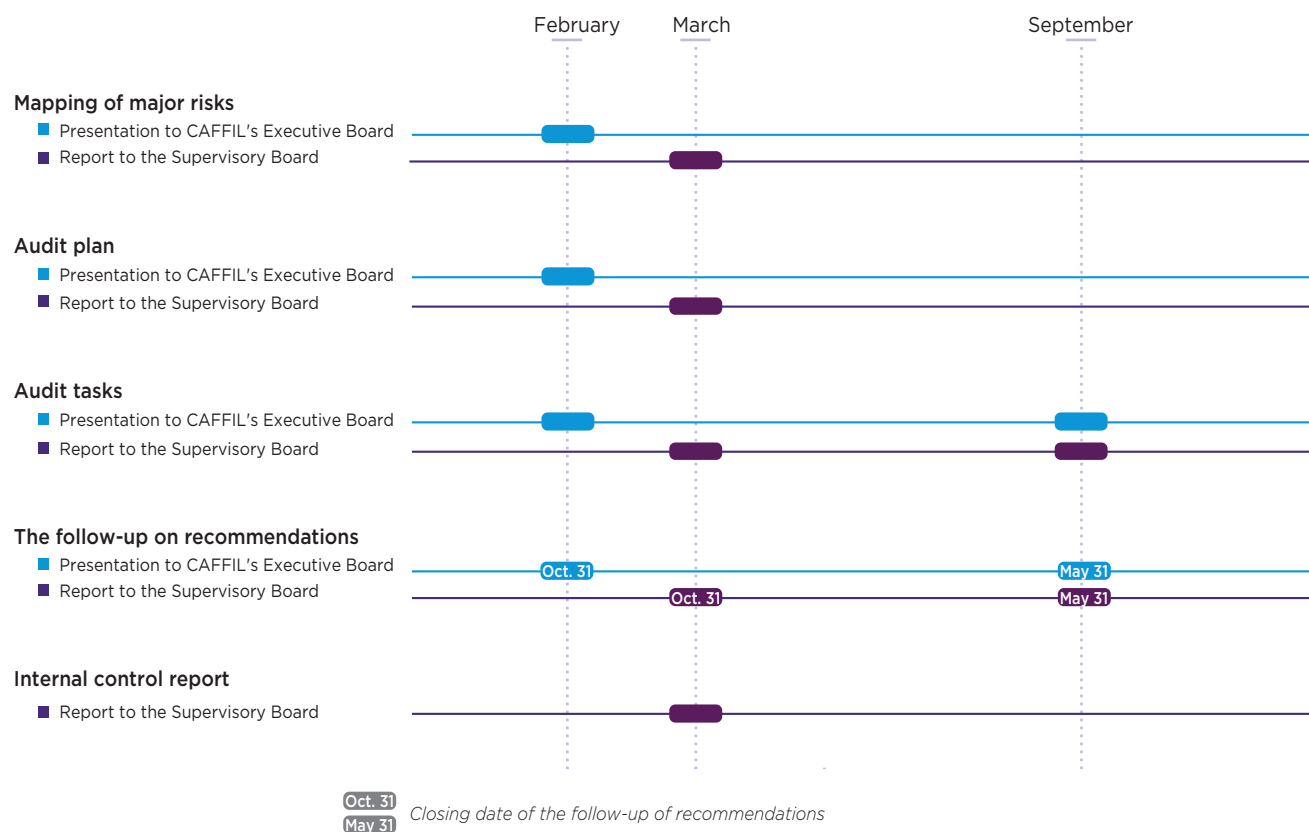 February March September
Mapping of major risks
Presentation to CAFFIL's Executive Board
Report to the Supervisory Board
Audit plan
Presentation to CAFFIL's Executive Board
Report to the Supervisory Board
Audit tasks
Presentation to CAFFIL's Executive Board
Report to the Supervisory Board
The follow-up on recommendations
Presentation to CAFFIL's Executive Board Oct. 31 May 31
Report to the Supervisory Board Oct. 31 May 31
Internal control report
Report to the Supervisory Board
Oct. 31
Closing date of the follow-up of recommendations
May 31